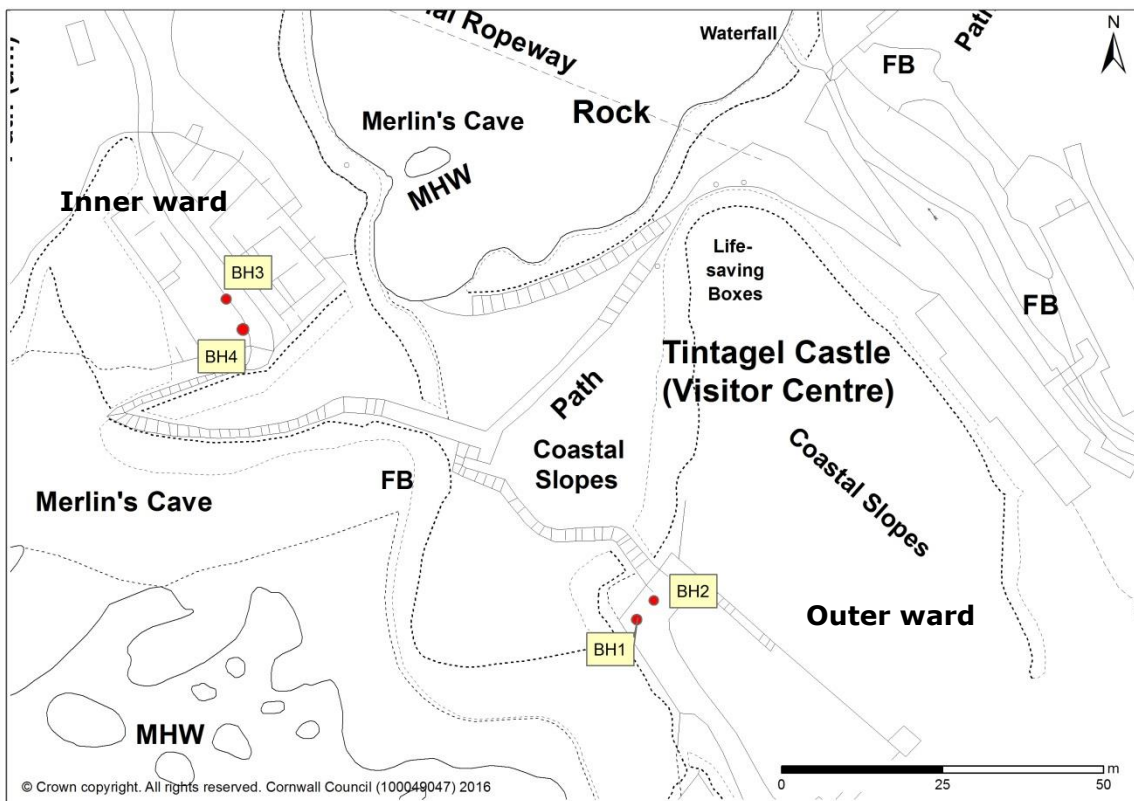 Ropeway
Waterfall
Path
N
FB
Merlin's Cave
Rock
MHW
Inner ward
Life-
saving
Boxes
BH3
FB
BH4
Tintagel Castle
(Visitor Centre)
Path
Coastal
Slopes
Coastal Slopes
FB
Merlin's Cave
BH2
Outer ward
BH1
MHW
m
0
25
50
© Crown copyright. All rights reserved. Cornwall Council (100049047) 2016